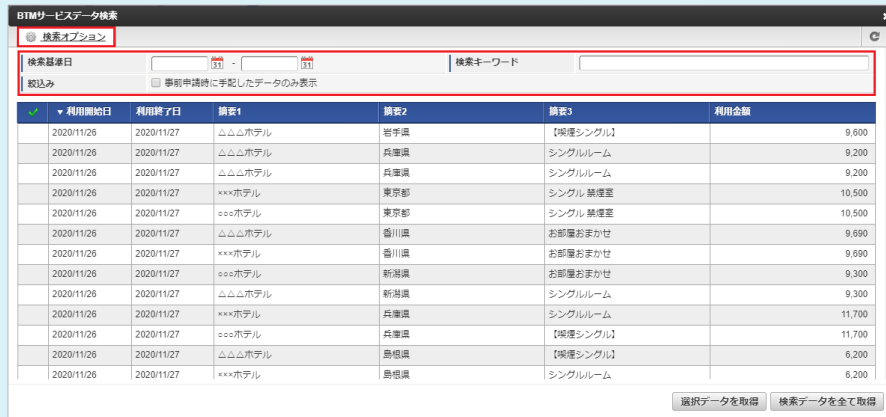 BTMサービスデータ検索
検索オプション
検索基準日 31 - 31 検索キーワード
絞込み 事前申請時に手配したデータのみ表示
▼利用開始日 利用終了日 摘要1 摘要2 摘要3 利用金額
2020/11/26 2020/11/27 △△△ホテル 岩手県 【喫煙シングル】 9,600
2020/11/26 2020/11/27 △△△ホテル 兵庫県 シングルルーム 9,200
2020/11/26 2020/11/27 △△△ホテル 兵庫県 シングルルーム 9,200
2020/11/26 2020/11/27 ×××ホテル 東京都 シングル 禁煙室 10,500
2020/11/26 2020/11/27 ○○○ホテル 東京都 シングル 禁煙室 10,500
2020/11/26 2020/11/27 △△△ホテル 香川県 お部屋おまかせ 9,690
2020/11/26 2020/11/27 ×××ホテル 香川県 お部屋おまかせ 9,690
2020/11/26 2020/11/27 ○○○ホテル 新潟県 お部屋おまかせ 9,300
2020/11/26 2020/11/27 △△△ホテル 新潟県 シングルルーム 9,300
2020/11/26 2020/11/27 ×××ホテル 兵庫県 シングルルーム 11,700
2020/11/26 2020/11/27 ○○○ホテル 兵庫県 【喫煙シングル】 11,700
2020/11/26 2020/11/27 △△△ホテル 島根県 【喫煙シングル】 6,200
2020/11/26 2020/11/27 ×××ホテル 島根県 シングルルーム 6,200
選択データを取得 検索データを全て取得